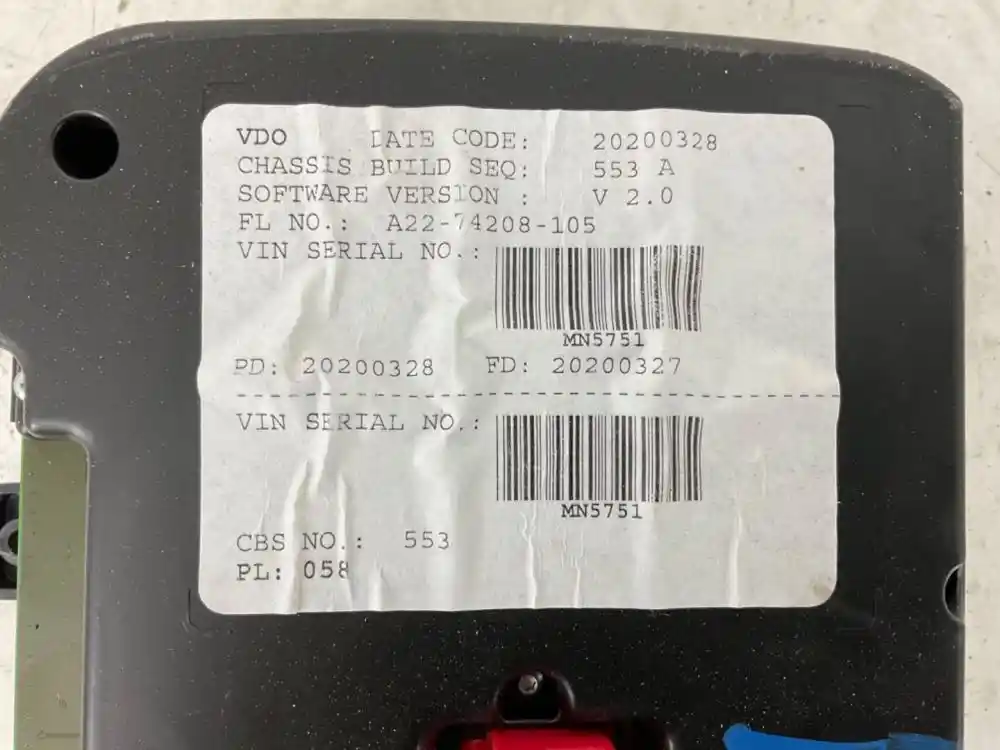 VDO DATE CODE: 20200328
CHASSIS BUILD SEQ: 553 A
SOFTWARE VERSION : V 2.0
FL NO.: A22-74208-105
VIN SERIAL NO.:
MN5751
PD: 20200328 FD: 20200327
VIN SERIAL NO.:
MN5751
CBS NO.: 553
PL: 058